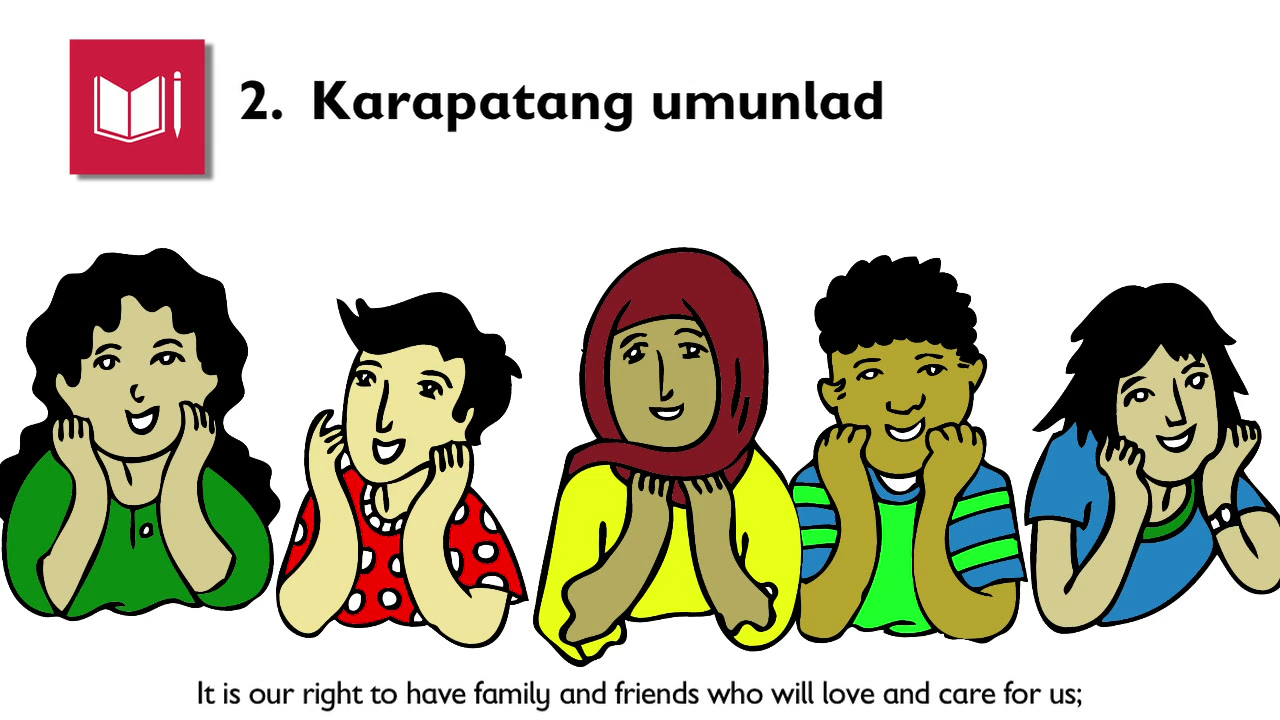 2. Karapatang umunlad
It is our right to have family and friends who will love and care for us;